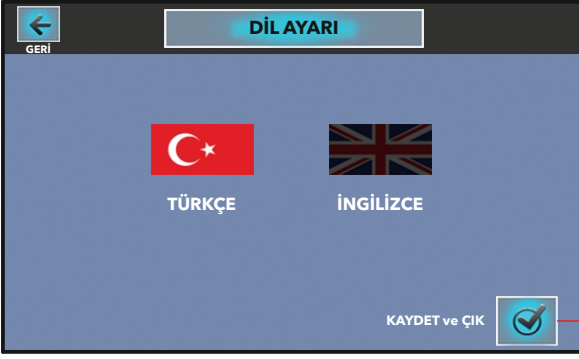 DİL AYARI
GERİ
TÜRKÇE
İNGİLİZCE
KAYDET ve ÇIK